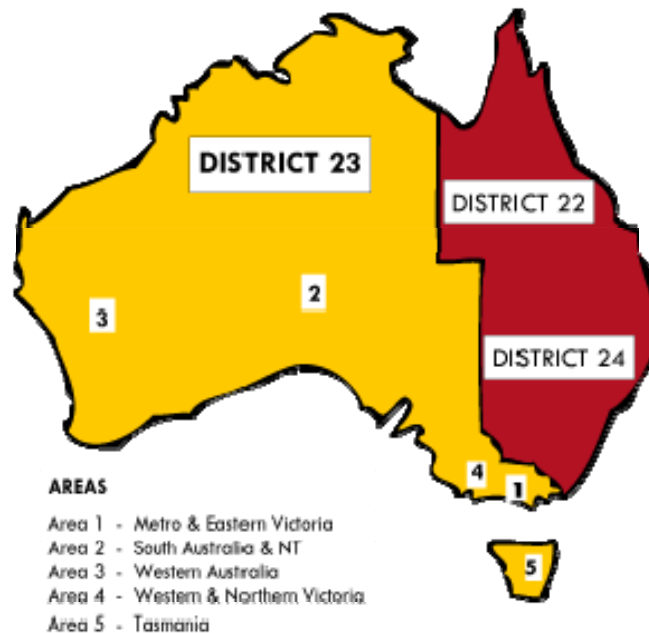 DISTRICT 23
DISTRICT 22
2
3
DISTRICT 24
4
1
5
AREAS
Area 1 - Metro & Eastern Victoria
Area 2 - South Australia & NT
Area 3 - Western Australia
Area 4 - Western & Northern Victoria
Area 5 - Tasmania